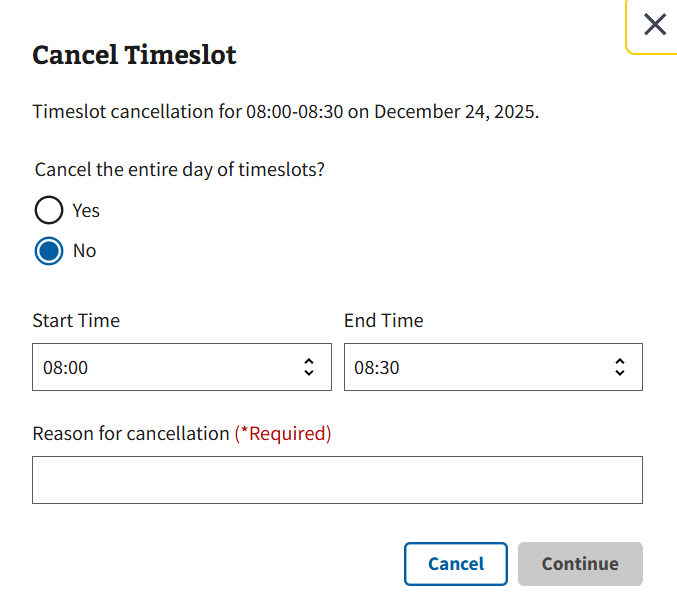 Cancel Timeslot
Timeslot cancellation for 08:00-08:30 on December 24, 2025.
Cancel the entire day of timeslots?
Yes
No
Start Time
End Time
08:00
08:30
Reason for cancellation (*Required)
Cancel
Continue